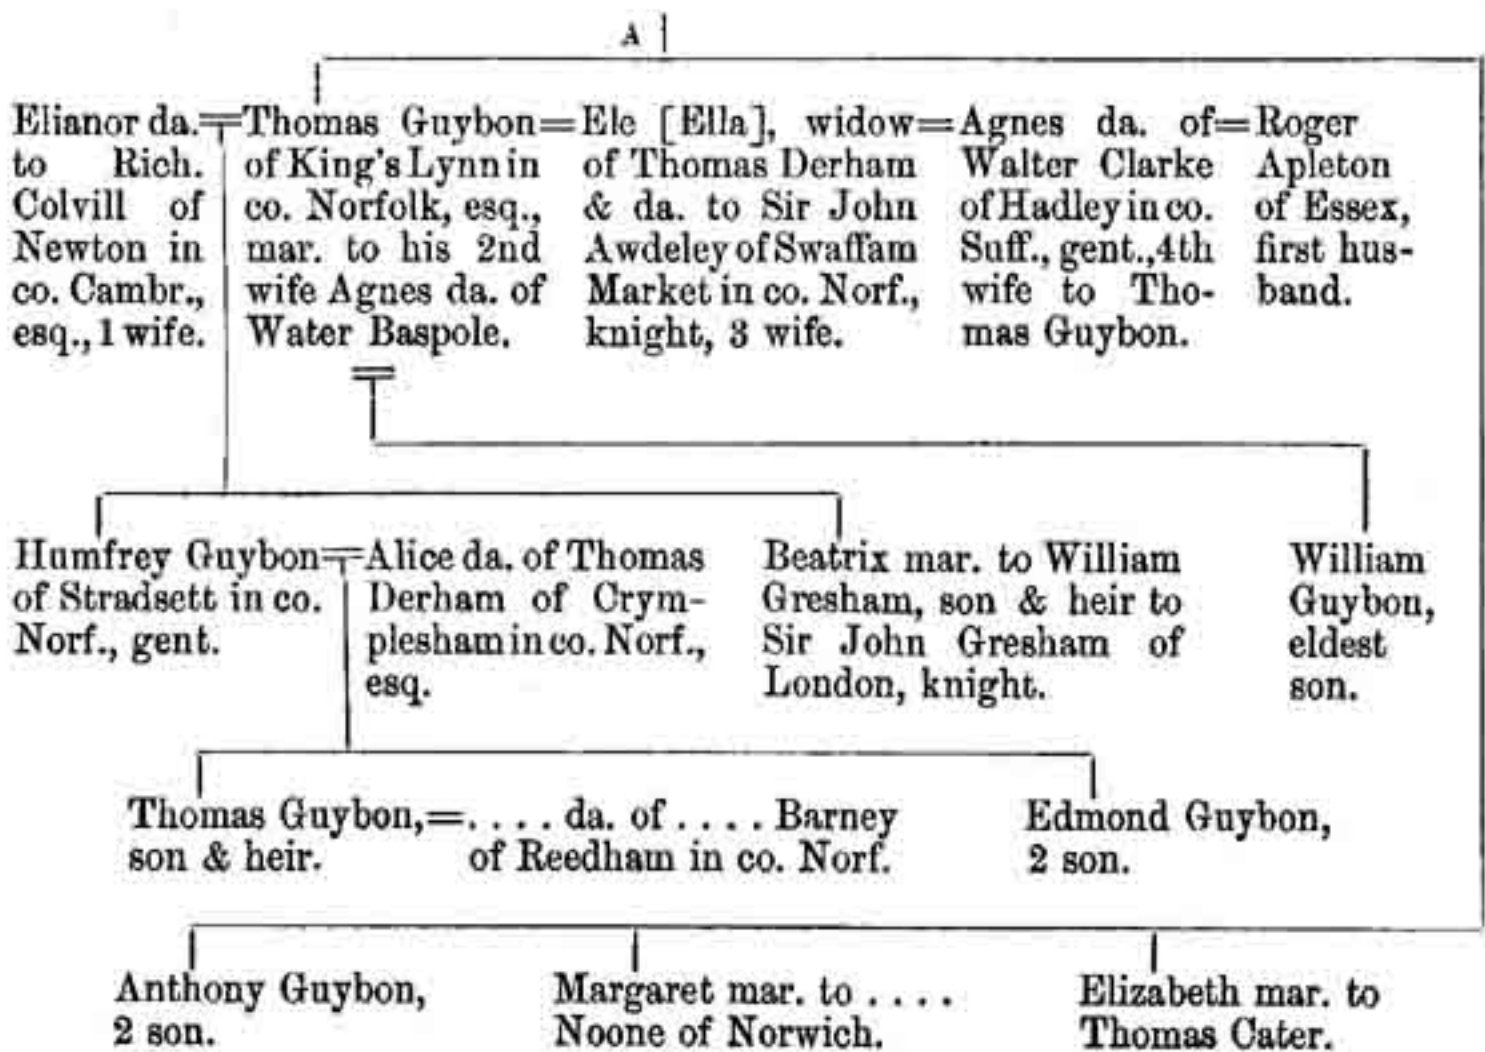 A
Elianor da.
to Rich.
Colvill of
Newton in
co. Cambr.,
esq., 1 wife.
=Thomas Guybon
of King's Lynn in
co. Norfolk, esq.,
mar. to his 2nd
wife Agnes da. of
Water Baspole.
=Ele [Ella], widow
of Thomas Derham
& da. to Sir John
Awdeley of Swaffam
Market in co. Norf.,
knight, 3 wife.
=Agnes da. of
Walter Clarke
of Hadley in co.
Suff., gent., 4th
wife to Tho-
mas Guybon.
=Roger
Apleton
of Essex,
first hus-
band.
Humfrey Guybon
of Stradsett in co.
Norf., gent.
=Alice da. of Thomas
Derham of Crym-
plesham in co. Norf.,
esq.
Beatrix mar. to William
Gresham, son & heir to
Sir John Gresham of
London, knight.
William
Guybon,
eldest
son.
Thomas Guybon,
son & heir.
=. . . . da. of . . . . Barney
of Reedham in co. Norf.
Edmond Guybon,
2 son.
Anthony Guybon,
2 son.
Margaret mar. to . . . .
Noone of Norwich.
Elizabeth mar. to
Thomas Cater.